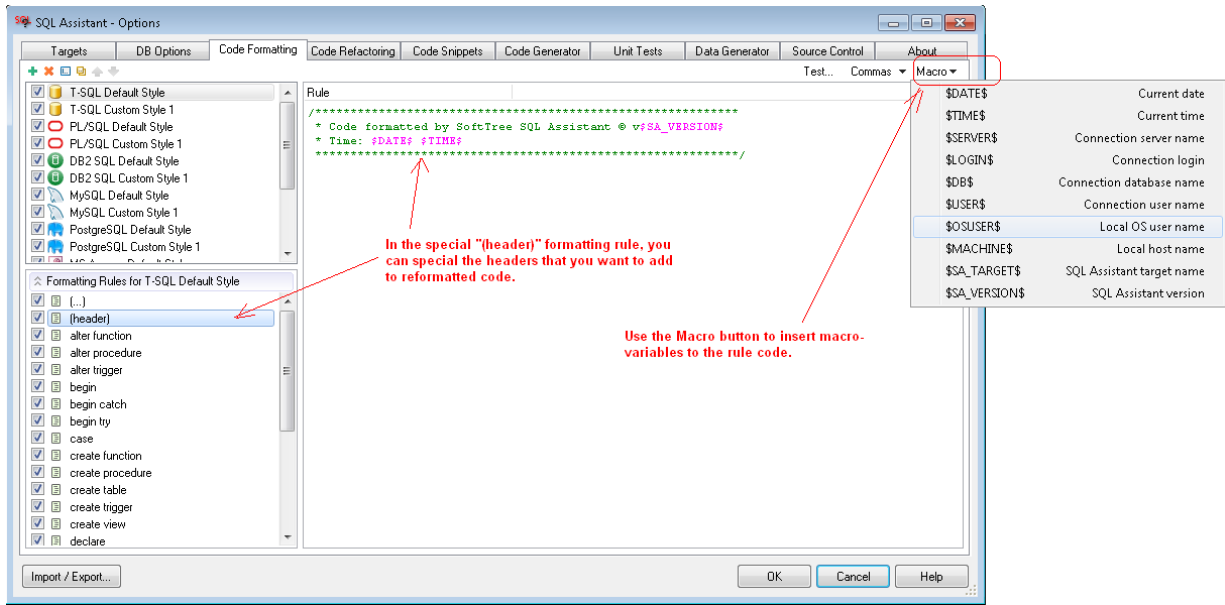 SQL Assistant - Options
Targets
DB Options
Code Formatting
Code Refactoring
Code Snippets
Code Generator
Unit Tests
Data Generator
Source Control
About
Test...
Commas
Macro
T-SQL Default Style
T-SQL Custom Style 1
PL/SQL Default Style
PL/SQL Custom Style 1
DB2 SQL Default Style
DB2 SQL Custom Style 1
MySQL Default Style
MySQL Custom Style 1
PostgreSQL Default Style
PostgreSQL Custom Style 1
Formatting Rules for T-SQL Default Style
(...)
(header)
alter function
alter procedure
alter trigger
begin
begin catch
begin try
case
create function
create procedure
create table
create trigger
create view
declare
Rule
/************************************************************
* Code formatted by SoftTree SQL Assistant © v$SA_VERSION$
* Time: $DATE$ $TIME$
************************************************************/
In the special "(header)" formatting rule, you
can special the headers that you want to add
to reformatted code.
Use the Macro button to insert macro-
variables to the rule code.
$DATE$ Current date
$TIME$ Current time
$SERVER$ Connection server name
$LOGIN$ Connection login
$DB$ Connection database name
$USER$ Connection user name
$OSUSER$ Local OS user name
$MACHINE$ Local host name
$SA_TARGET$ SQL Assistant target name
$SA_VERSION$ SQL Assistant version
Import / Export...
OK
Cancel
Help